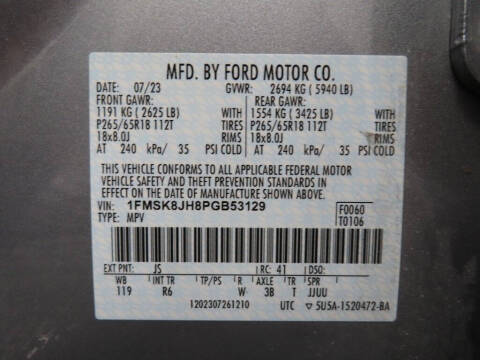 MFD. BY FORD MOTOR CO.
DATE: 07/23 GVWR: 2694 KG (5940 LB)
FRONT GAWR: REAR GAWR:
1191 KG (2625 LB) WITH 1554 KG (3425 LB) WITH
P265/65R18 112T TIRES P265/65R18 112T TIRES
18x8.0J RIMS 18x8.0J RIMS
AT 240 kPa/ 35 PSI COLD AT 240 kPa/ 35 PSI COLD
THIS VEHICLE CONFORMS TO ALL APPLICABLE FEDERAL MOTOR
VEHICLE SAFETY AND THEFT PREVENTION STANDARDS IN
EFFECT ON THE DATE OF MANUFACTURE SHOWN ABOVE.
VIN: 1FMSK8JH8PGB53129 F0060
TYPE: MPV T0106
EXT PNT: JS RC: 41 DSO:
WB INT TR TP/PS R AXLE TR SPR
119 R6 W 3B T JJUU
1202307261210 UTC 5U5A-1520472-BA